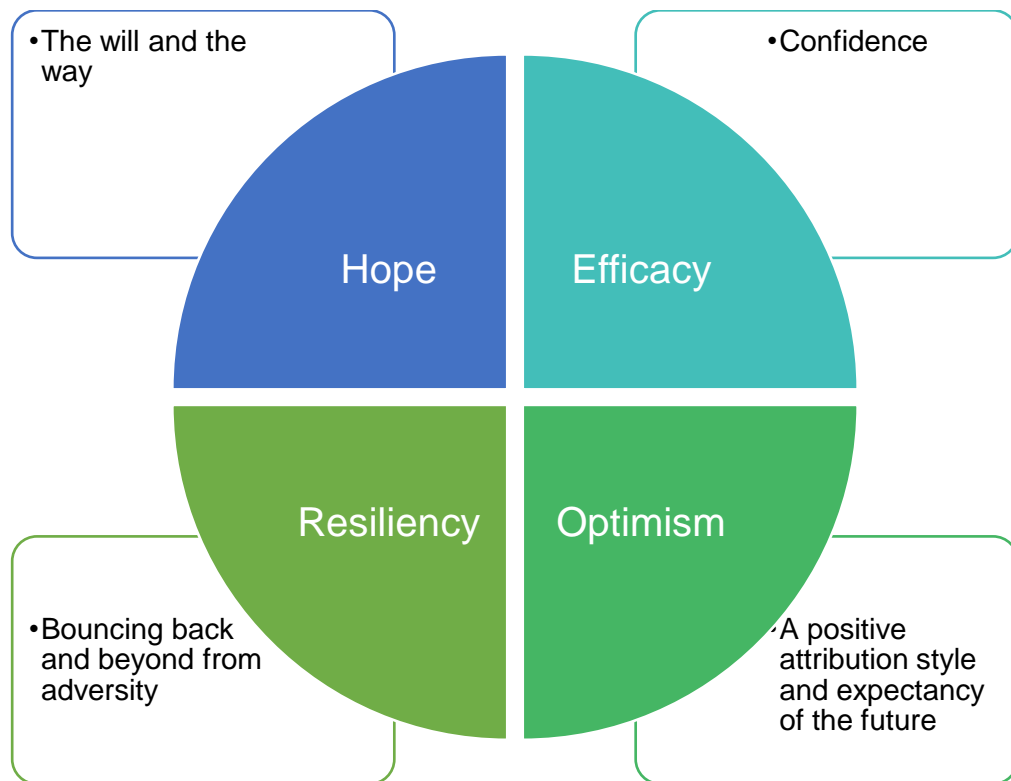 •The will and the
way
•Confidence
Hope
Efficacy
Resiliency
Optimism
•Bouncing back
and beyond from
adversity
•A positive
attribution style
and expectancy
of the future